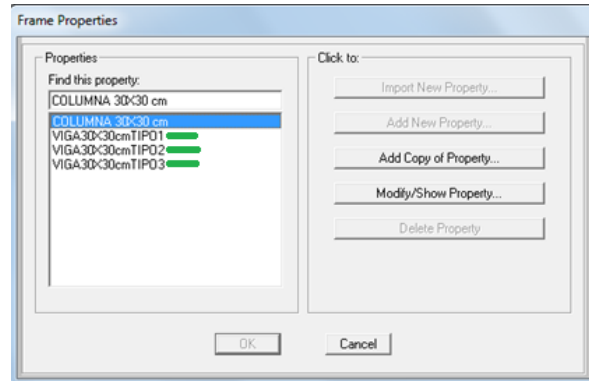 Frame Properties
Properties
Find this property:
COLUMNA 30X30 cm
COLUMNA 30X30 cm
VIGA30X30cmTIPO1
VIGA30X30cmTIPO2
VIGA30X30cmTIPO3
Click to:
Import New Property...
Add New Property...
Add Copy of Property...
Modify/Show Property...
Delete Property
OK
Cancel